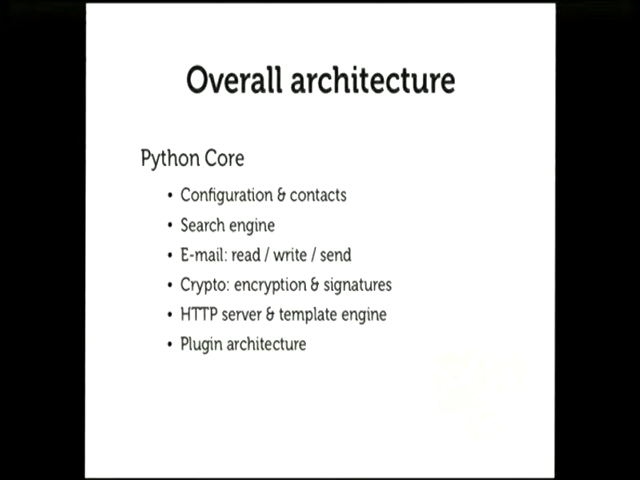 Overall architecture
Python Core
• Configuration & contacts
• Search engine
• E-mail: read / write / send
• Crypto: encryption & signatures
• HTTP server & template engine
• Plugin architecture